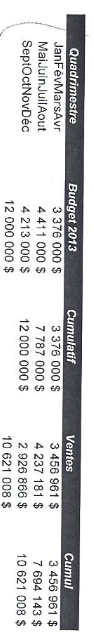 Quadrimestre Budget 2013 Cumulatif Ventes Cumul
JanFévMarsAvr 3 376 000 $ 3 376 000 $ 3 456 961 $ 3 456 961 $
MaiJuinJuilAout 4 411 000 $ 7 787 000 $ 4 237 181 $ 7 694 143 $
SeptOctNovDéc 4 213 000 $ 12 000 000 $ 2 926 866 $ 10 621 008 $
12 000 000 $ 10 621 008 $